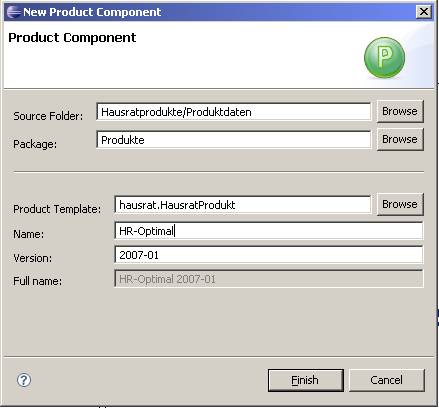 New Product Component
Product Component
P
Source Folder: Hausratprodukte/Produktdaten Browse
Package: Produkte Browse
Product Template: hausrat.HausratProdukt Browse
Name: HR-Optimal
Version: 2007-01
Full name: HR-Optimal 2007-01
? Finish Cancel